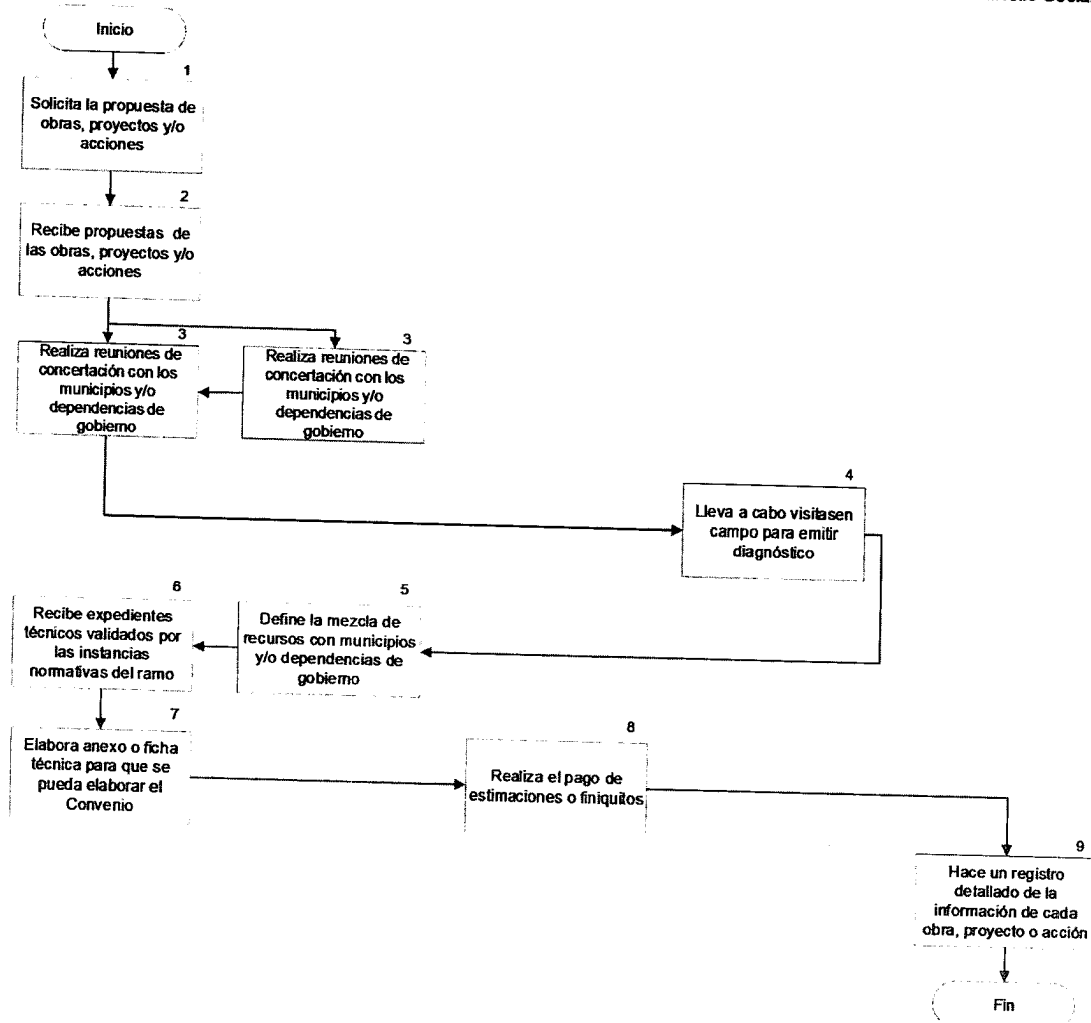 Inicio
1
Solicita la propuesta de
obras, proyectos y/o
acciones
2
Recibe propuestas de
las obras, proyectos y/o
acciones
3
Realiza reuniones de
concertación con los
municipios y/o
dependencias de
gobierno
3
Realiza reuniones de
concertación con los
municipios y/o
dependencias de
gobierno
4
Lleva a cabo visitasen
campo para emitir
diagnóstico
5
Define la mezcla de
recursos con municipios
y/o dependencias de
gobierno
6
Recibe expedientes
técnicos validados por
las instancias
normativas del ramo
7
Elabora anexo o ficha
técnica para que se
pueda elaborar el
Convenio
8
Realiza el pago de
estimaciones o finiquitos
9
Hace un registro
detallado de la
información de cada
obra, proyecto o acción
Fin